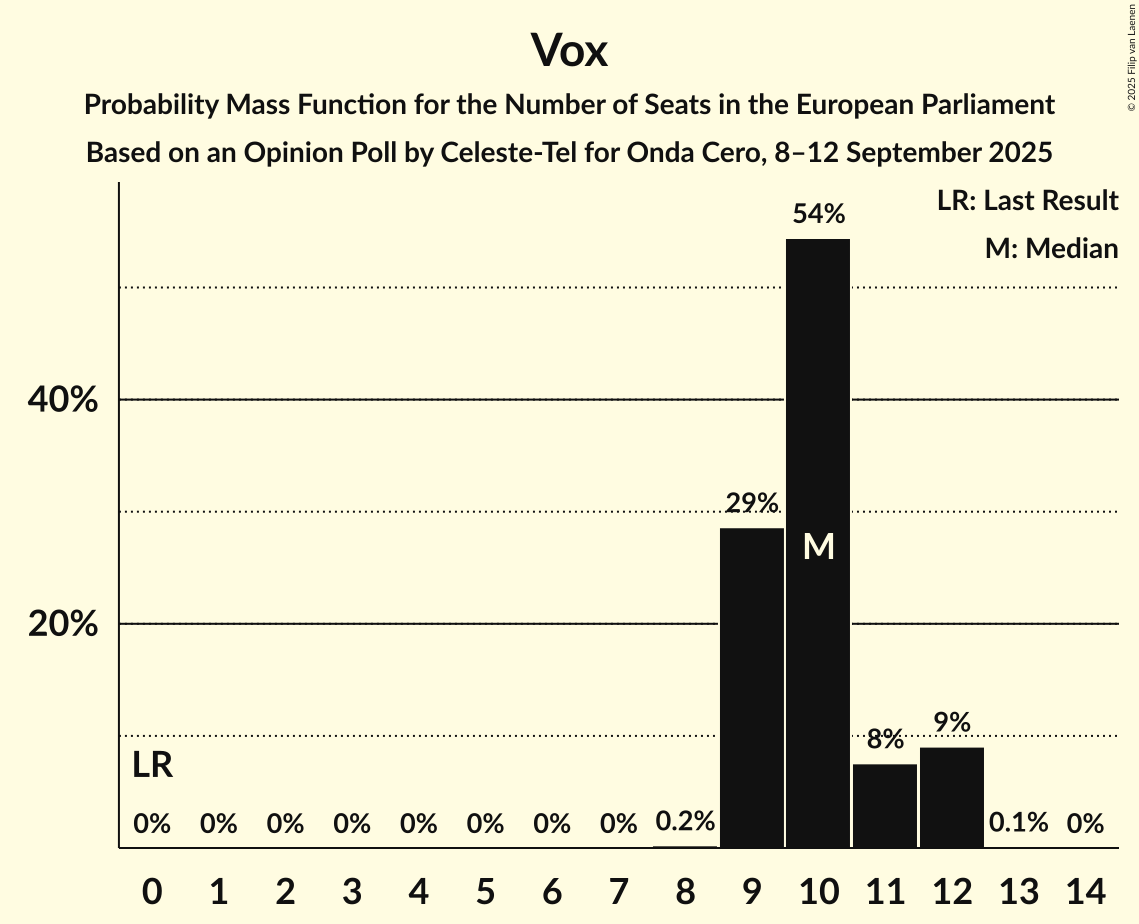 Vox
Probability Mass Function for the Number of Seats in the European Parliament
Based on an Opinion Poll by Celeste-Tel for Onda Cero, 8–12 September 2025
© 2025 Filip van Laenen
LR: Last Result
M: Median
54%
40%
29%
M
20%
9%
8%
LR
0% 0% 0% 0% 0% 0% 0% 0% 0.2% 0.1% 0%
0 1 2 3 4 5 6 7 8 9 10 11 12 13 14